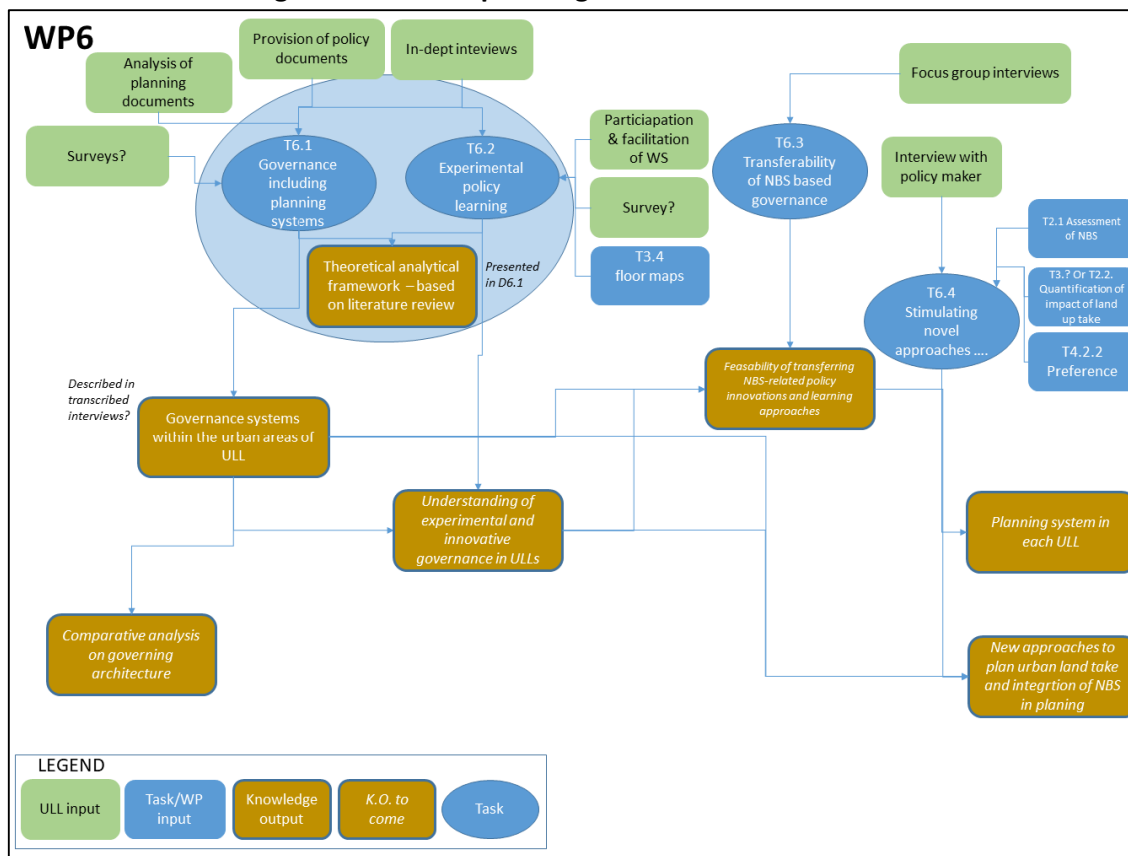 WP6
Provision of policy
documents
In-dept inteviews
Analysis of
planning
documents
Focus group interviews
Surveys?
T6.1
Governance
including
planning
systems
T6.2
Experimental
policy
learning
Particiapation
& facilitation
of WS
T6.3
Transferability
of NBS based
governance
Interview with
policy maker
Survey?
T2.1 Assessment
of NBS
Theoretical analytical
framework – based
on literature review
Presented
in D6.1
T3.4
floor maps
T3.? Or T2.2.
Quantification of
impact of land
up take
T6.4
Stimulating
novel
approaches ….
T4.2.2
Preference
Described in
transcribed
interviews?
Feasability of transferring
NBS-related policy
innovations and learning
approaches
Governance systems
within the urban areas of
ULL
Understanding of
experimental and
innovative
governance in ULLs
Planning system in
each ULL
Comparative analysis
on governing
architecture
New approaches to
plan urban land take
and integrtion of NBS
in planing
LEGEND
ULL input
Task/WP
input
Knowledge
output
K.O. to
come
Task